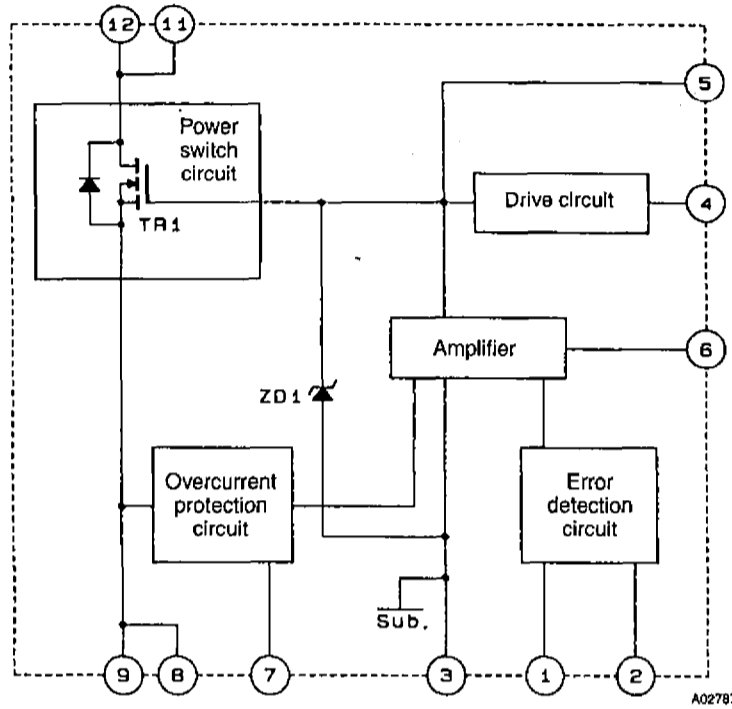 12 11
5
Power
switch
circuit
Drive circuit
4
TR1
Amplifier
6
ZD1
Overcurrent
protection
circuit
Error
detection
circuit
Sub.
9 8 7 3 1 2